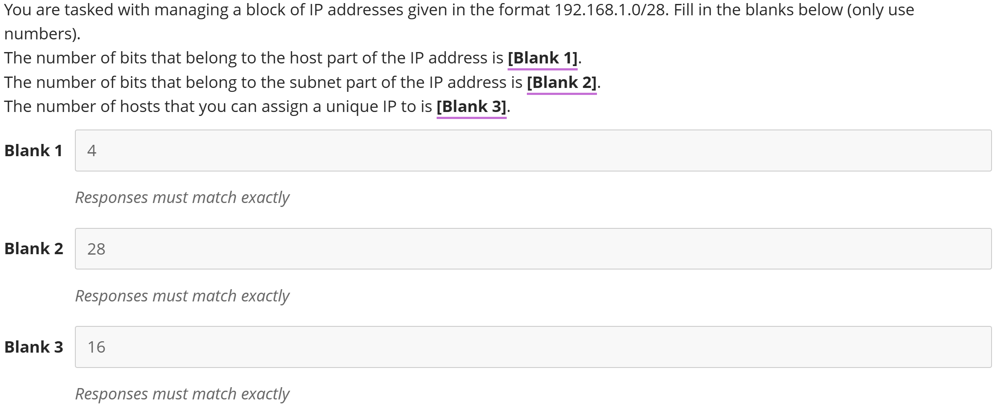 You are tasked with managing a block of IP addresses given in the format 192.168.1.0/28. Fill in the blanks below (only use
numbers).
The number of bits that belong to the host part of the IP address is [Blank 1].
The number of bits that belong to the subnet part of the IP address is [Blank 2].
The number of hosts that you can assign a unique IP to is [Blank 3].
Blank 1 4
Responses must match exactly
Blank 2 28
Responses must match exactly
Blank 3 16
Responses must match exactly